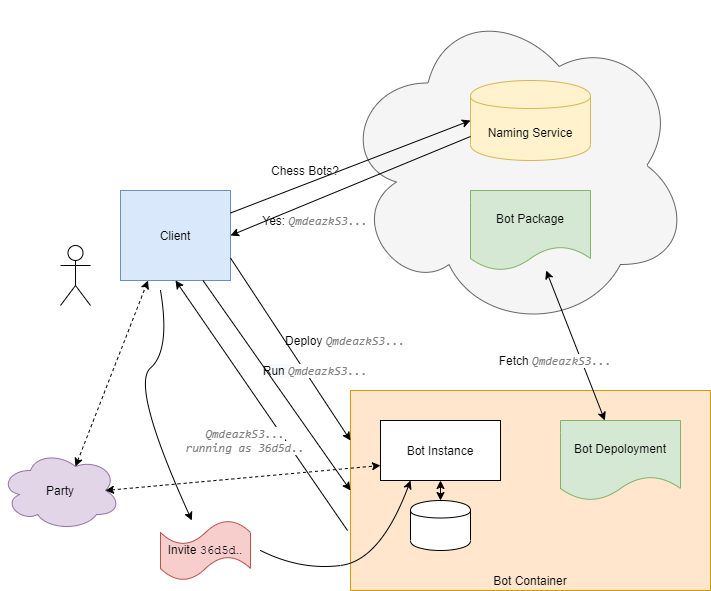 Naming Service
Chess Bots?
Yes: QmdeazkS3...
Bot Package
Client
Deploy QmdeazkS3...
Run QmdeazkS3...
Fetch QmdeazkS3...
QmdeazkS3...
running as 36d5d..
Bot Instance
Bot Depoloyment
Party
Invite 36d5d..
Bot Container